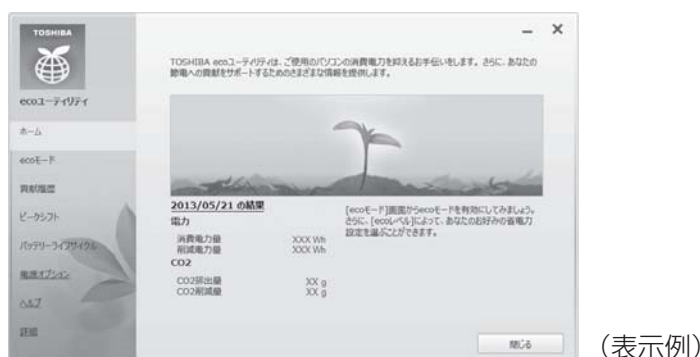 TOSHIBA
ecoユーティリティ
ホーム
ecoモード
貢献履歴
ピークシフト
バッテリーライフサイクル
電源オプション
ヘルプ
詳細
TOSHIBA ecoユーティリティは、ご使用のパソコンの消費電力を抑えるお手伝いをします。さらに、あなたの
節電への貢献をサポートするためのさまざまな情報を提供します。
2013/05/21 の結果
電力
消費電力量 XXX Wh
削減電力量 XXX Wh
CO2
CO2排出量 XX g
CO2削減量 XX g
[ecoモード]画面からecoモードを有効にしてみましょう。
さらに、[ecoレベル]によって、あなたのお好みの省電力
設定を選ぶことができます。
閉じる
（表示例）